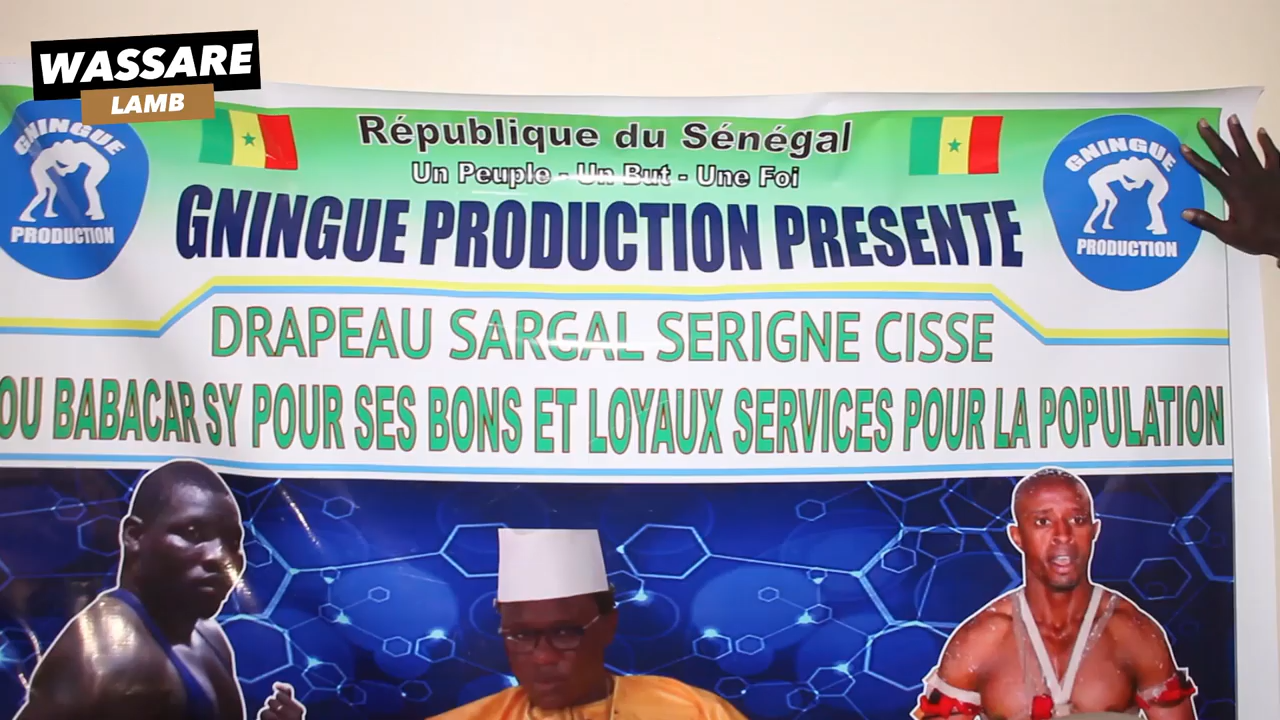 WASSARE
LAMB
GNINGUE
PRODUCTION
République du Sénégal
Un Peuple - Un But - Une Foi
GNINGUE PRODUCTION PRESENTE
GNINGUE
PRODUCTION
DRAPEAU SARGAL SERIGNE CISSE
OU BABACAR SY POUR SES BONS ET LOYAUX SERVICES POUR LA POPULATION